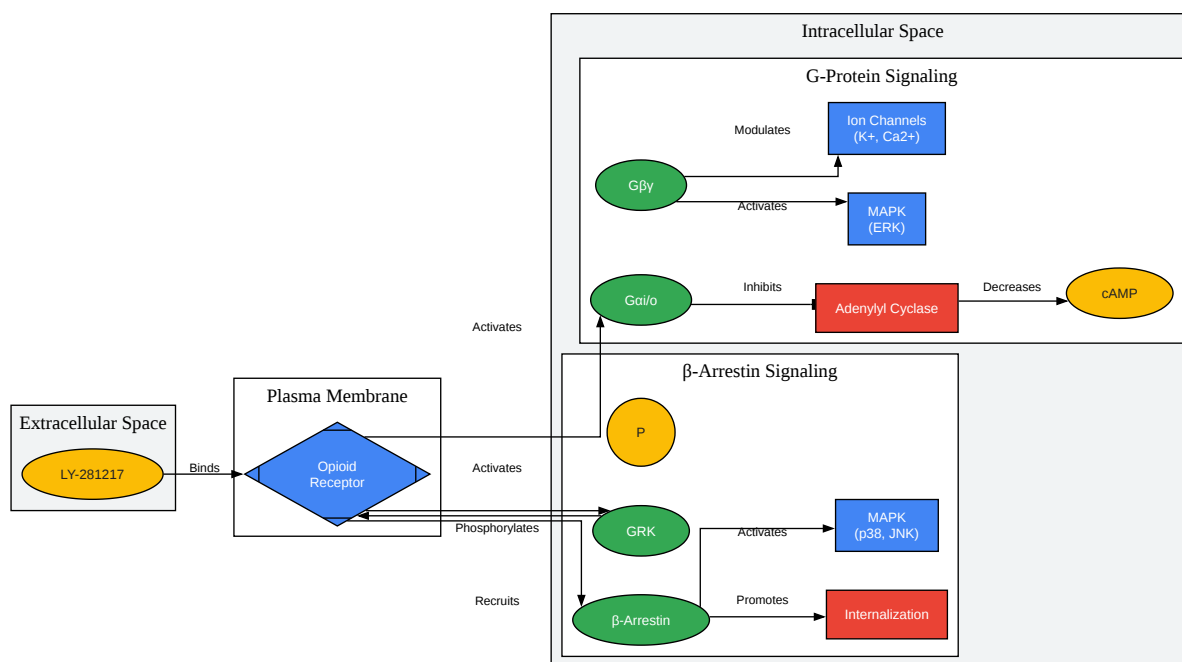 Intracellular Space
G-Protein Signaling
Ion Channels
(K+, Ca2+)
Modulates
Gβγ
Activates
MAPK
(ERK)
Gαi/o
Inhibits
Adenylyl Cyclase
Decreases
cAMP
Activates
β-Arrestin Signaling
Plasma Membrane
Extracellular Space
P
LY-281217
Binds
Opioid
Receptor
Activates
Phosphorylates
GRK
MAPK
(p38, JNK)
Activates
Recruits
β-Arrestin
Promotes
Internalization